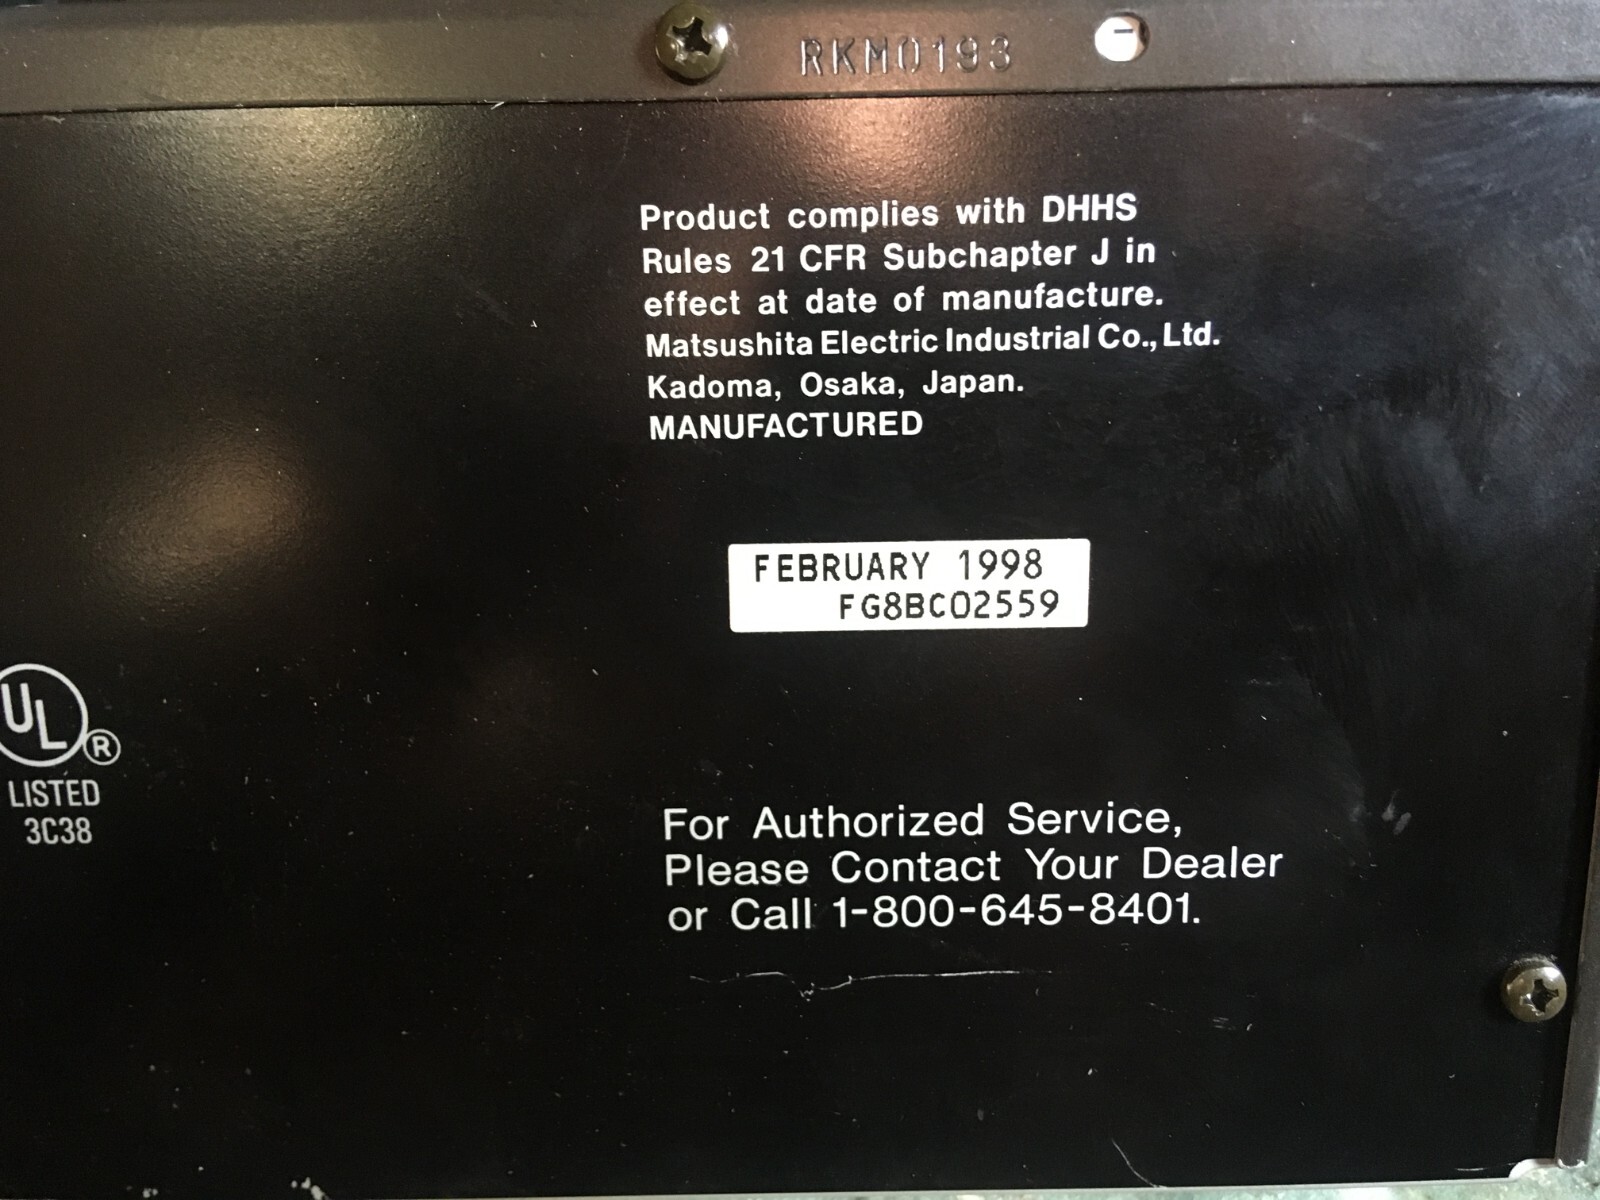 RKM0193
Product complies with DHHS
Rules 21 CFR Subchapter J in
effect at date of manufacture.
Matsushita Electric Industrial Co., Ltd.
Kadoma, Osaka, Japan.
MANUFACTURED
FEBRUARY 1998
FG8BC02559
UL®
LISTED
3C38
For Authorized Service,
Please Contact Your Dealer
or Call 1-800-645-8401.